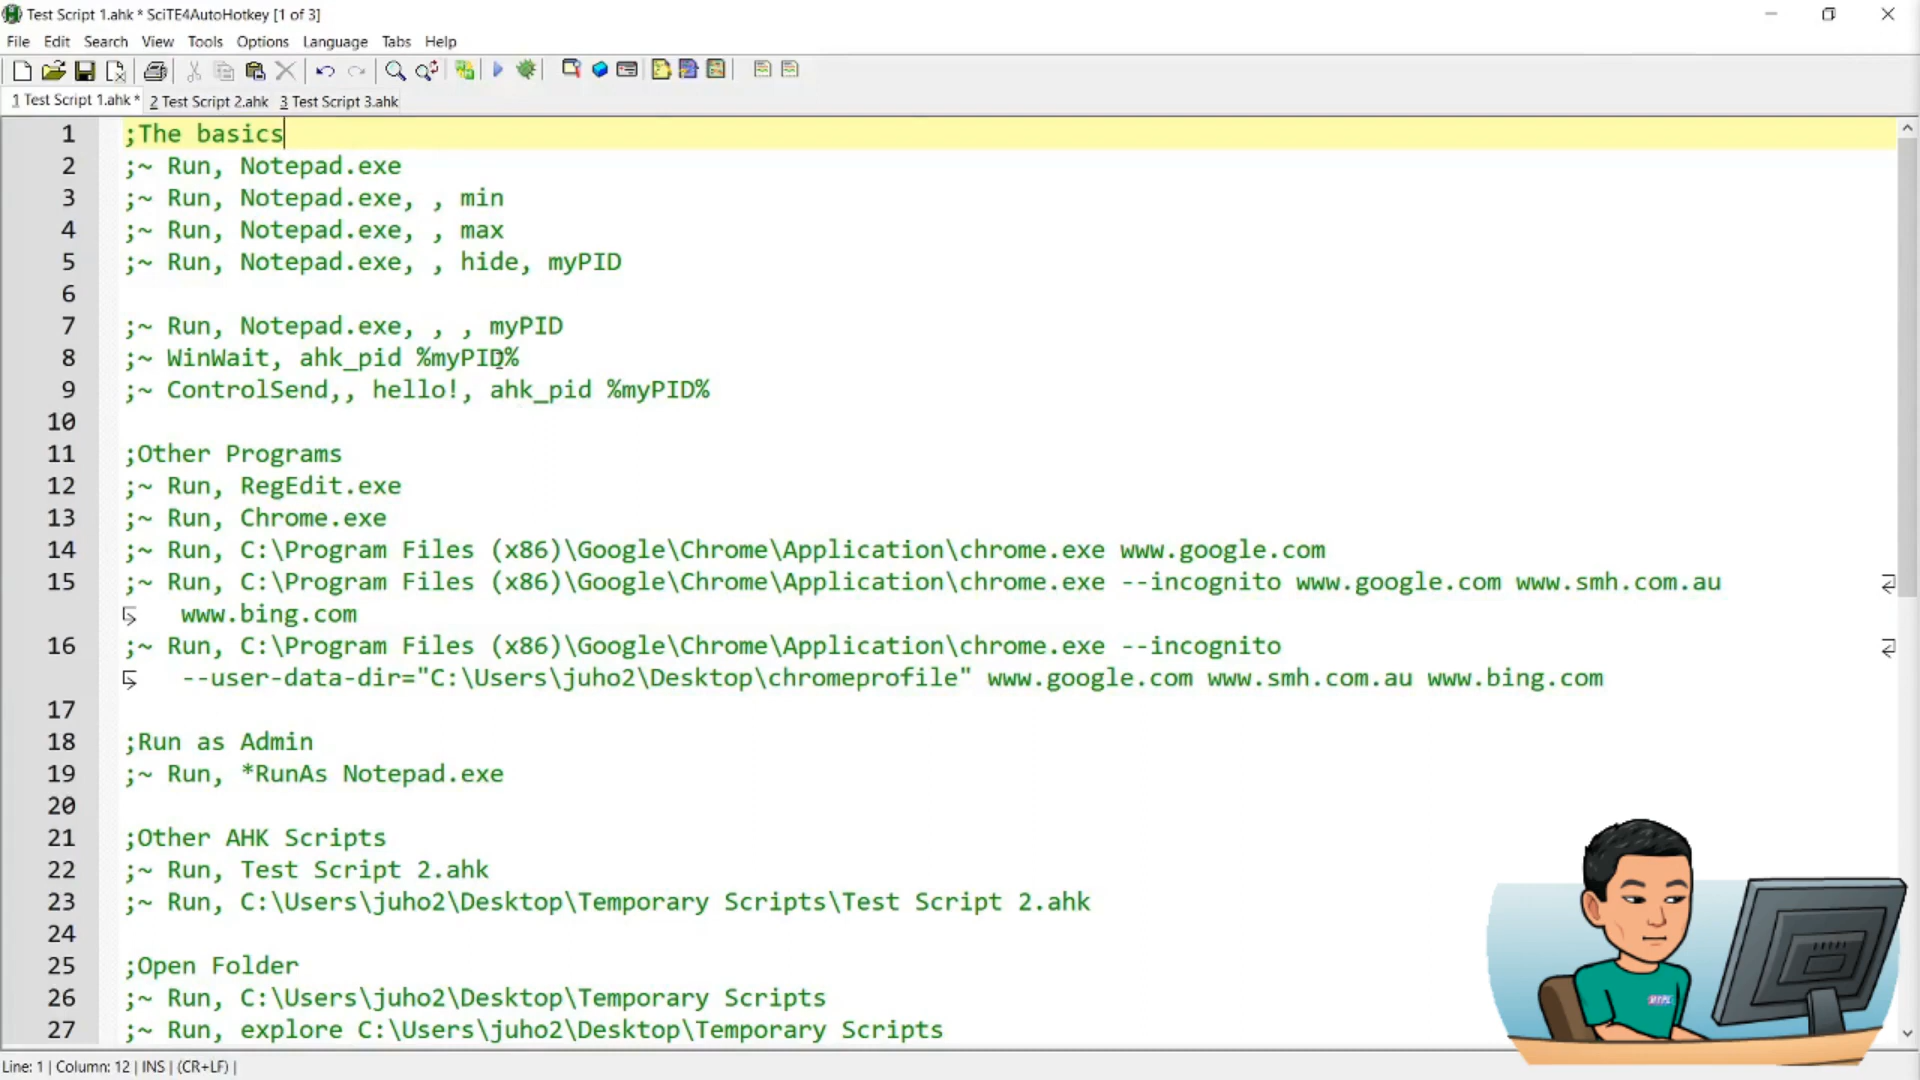 Test Script 1.ahk * SciTE4AutoHotkey [1 of 3]
File Edit Search View Tools Options Language Tabs Help
1 Test Script 1.ahk * 2 Test Script 2.ahk 3 Test Script 3.ahk
1 ;The basics
2 ;~ Run, Notepad.exe
3 ;~ Run, Notepad.exe, , min
4 ;~ Run, Notepad.exe, , max
5 ;~ Run, Notepad.exe, , hide, myPID
6
7 ;~ Run, Notepad.exe, , , myPID
8 ;~ WinWait, ahk_pid %myPID%
9 ;~ ControlSend,, hello!, ahk_pid %myPID%
10
11 ;Other Programs
12 ;~ Run, RegEdit.exe
13 ;~ Run, Chrome.exe
14 ;~ Run, C:\Program Files (x86)\Google\Chrome\Application\chrome.exe www.google.com
15 ;~ Run, C:\Program Files (x86)\Google\Chrome\Application\chrome.exe --incognito www.google.com www.smh.com.au
www.bing.com
16 ;~ Run, C:\Program Files (x86)\Google\Chrome\Application\chrome.exe --incognito
--user-data-dir="C:\Users\juho2\Desktop\chromeprofile" www.google.com www.smh.com.au www.bing.com
17
18 ;Run as Admin
19 ;~ Run, *RunAs Notepad.exe
20
21 ;Other AHK Scripts
22 ;~ Run, Test Script 2.ahk
23 ;~ Run, C:\Users\juho2\Desktop\Temporary Scripts\Test Script 2.ahk
24
25 ;Open Folder
26 ;~ Run, C:\Users\juho2\Desktop\Temporary Scripts
27 ;~ Run, explore C:\Users\juho2\Desktop\Temporary Scripts
Line: 1 | Column: 12 | INS | (CR+LF) |